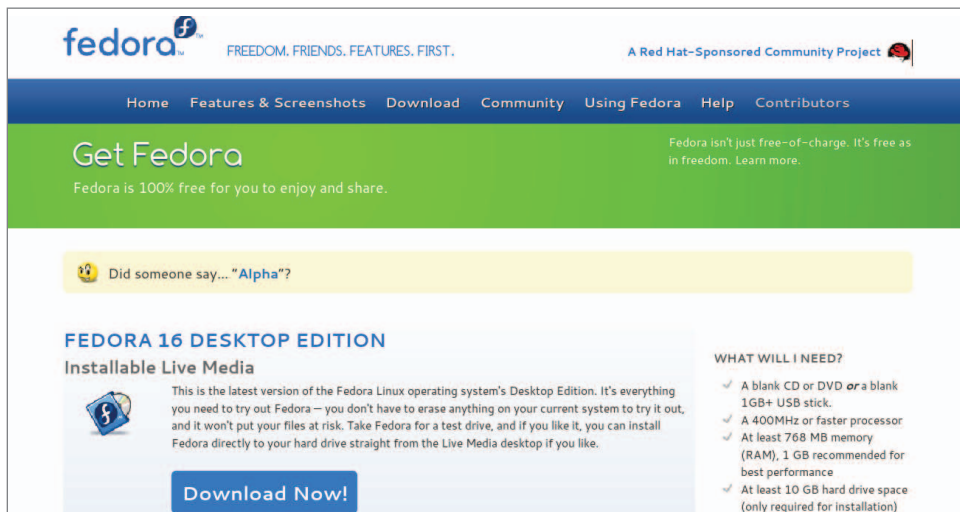 fedora™
FREEDOM. FRIENDS. FEATURES. FIRST.
A Red Hat-Sponsored Community Project
Home Features & Screenshots Download Community Using Fedora Help Contributors
Get Fedora
Fedora is 100% free for you to enjoy and share.
Fedora isn't just free-of-charge. It's free as
in freedom. Learn more.
Did someone say... "Alpha"?
FEDORA 16 DESKTOP EDITION
Installable Live Media
This is the latest version of the Fedora Linux operating system's Desktop Edition. It's everything
you need to try out Fedora — you don't have to erase anything on your current system to try it out,
and it won't put your files at risk. Take Fedora for a test drive, and if you like it, you can install
Fedora directly to your hard drive straight from the Live Media desktop if you like.
Download Now!
WHAT WILL I NEED?
A blank CD or DVD or a blank
1GB+ USB stick.
A 400MHz or faster processor
At least 768 MB memory
(RAM), 1 GB recommended for
best performance
At least 10 GB hard drive space
(only required for installation)